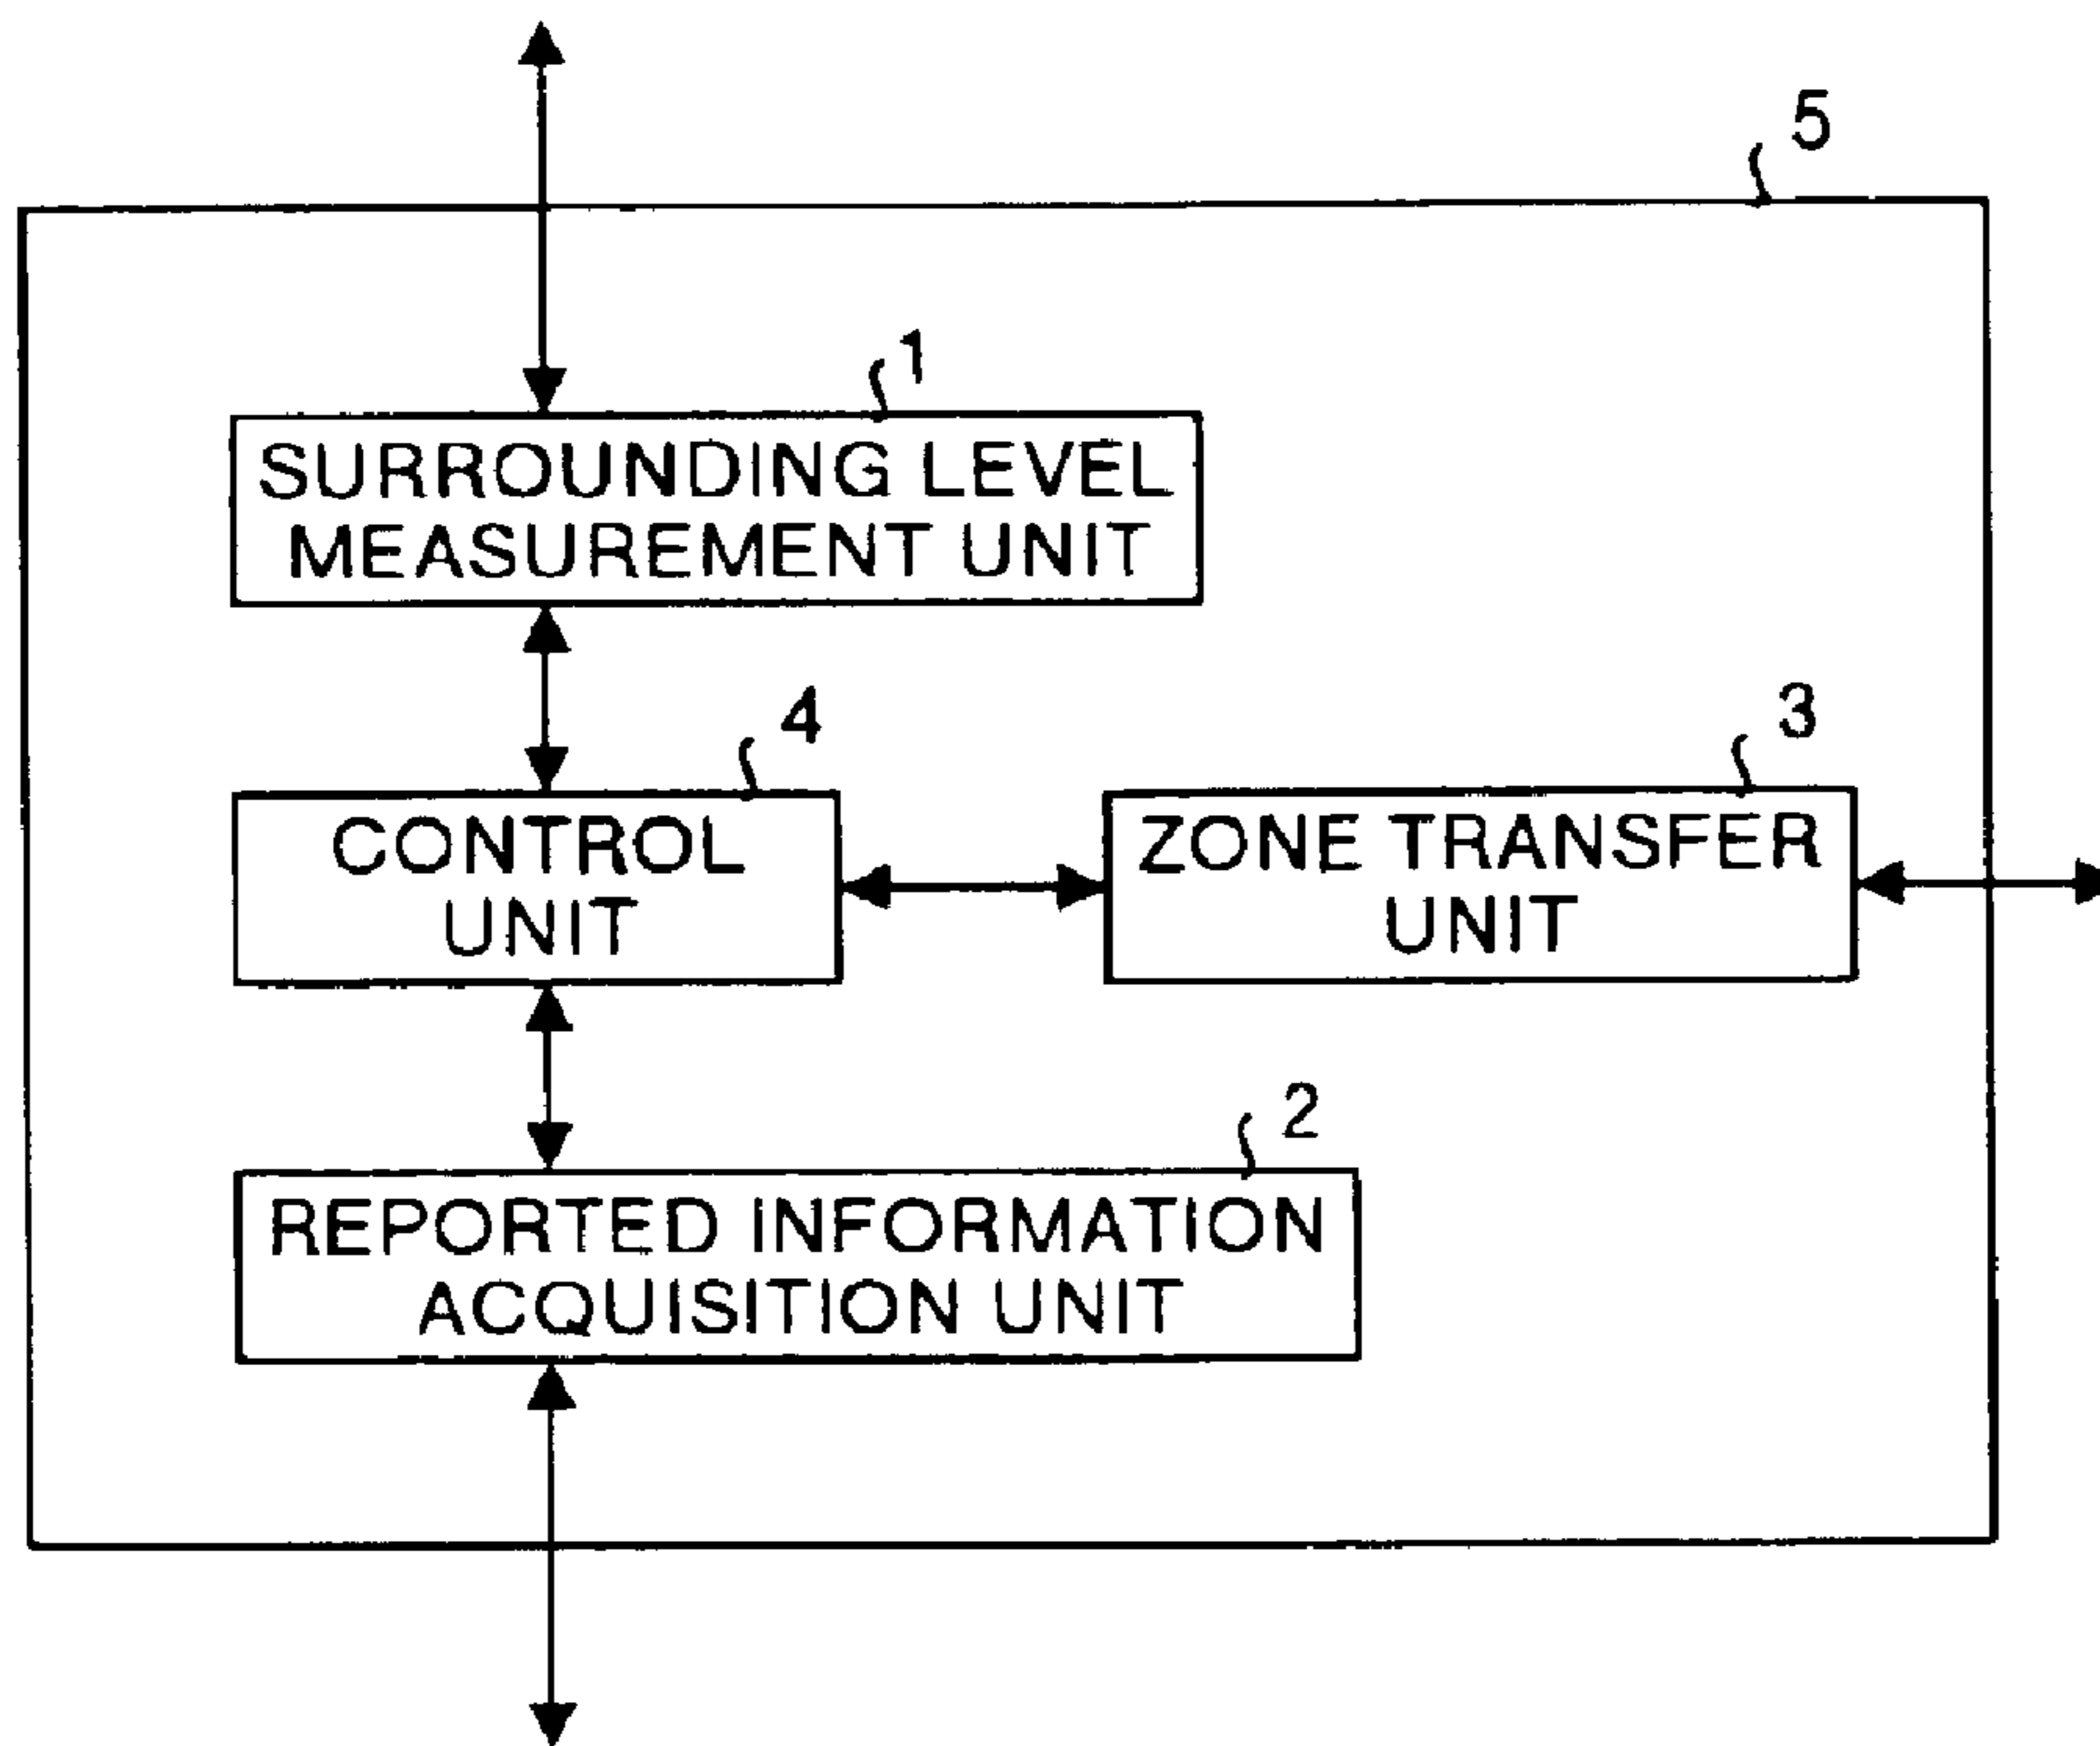 5
1
SURROUNDING LEVEL
MEASUREMENT UNIT
4
CONTROL
UNIT
3
ZONE TRANSFER
UNIT
2
REPORTED INFORMATION
ACQUISITION UNIT